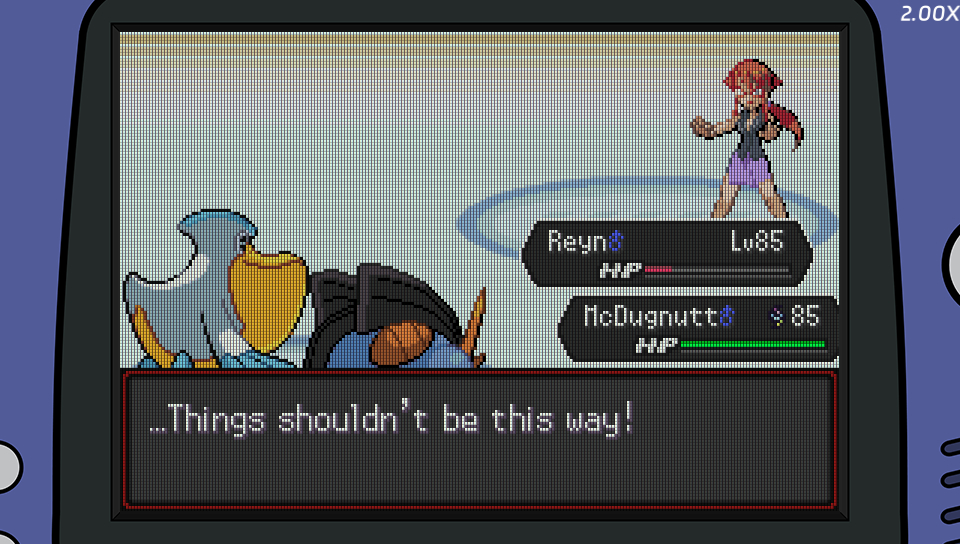 2.00X
Reyn♂ Lv85
HP
McDugnutt♂ 85
HP
…Things shouldn't be this way!